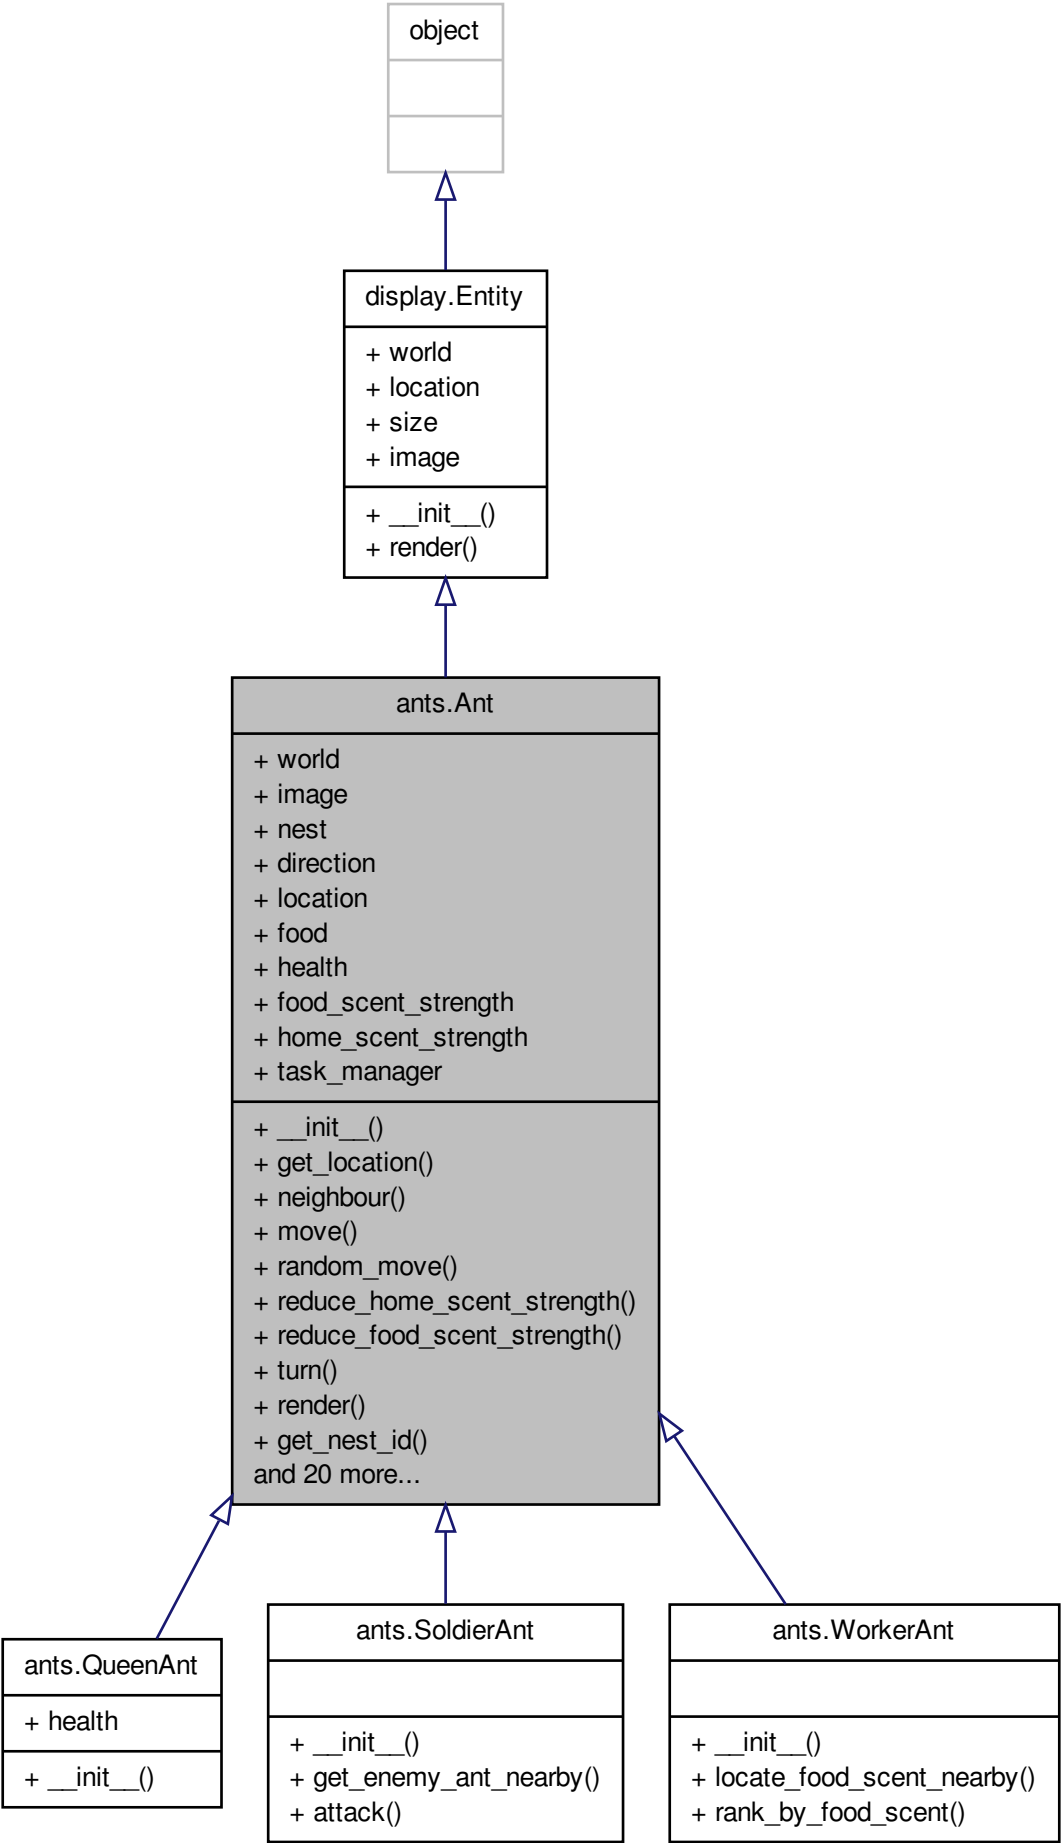 object
display.Entity
+ world
+ location
+ size
+ image
+ __init__()
+ render()
ants.Ant
+ world
+ image
+ nest
+ direction
+ location
+ food
+ health
+ food_scent_strength
+ home_scent_strength
+ task_manager
+ __init__()
+ get_location()
+ neighbour()
+ move()
+ random_move()
+ reduce_home_scent_strength()
+ reduce_food_scent_strength()
+ turn()
+ render()
+ get_nest_id()
and 20 more...
ants.QueenAnt
+ health
+ __init__()
ants.SoldierAnt
+ __init__()
+ get_enemy_ant_nearby()
+ attack()
ants.WorkerAnt
+ __init__()
+ locate_food_scent_nearby()
+ rank_by_food_scent()